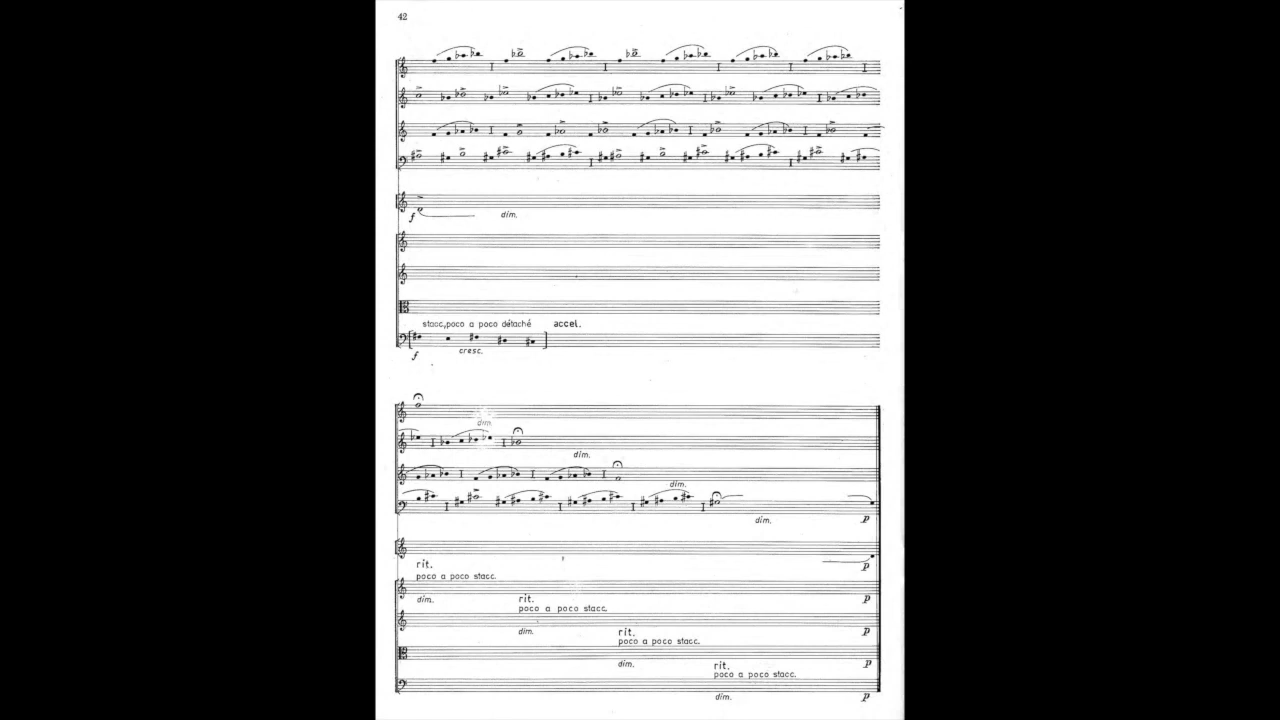 42
f dim.
stacc., poco a poco détaché accel.
f cresc.
dim.
dim.
dim.
dim. p
p
rit.
poco a poco stacc.
dim. p
rit.
poco a poco stacc.
dim. p
rit.
poco a poco stacc.
dim. p
rit.
poco a poco stacc.
dim. p